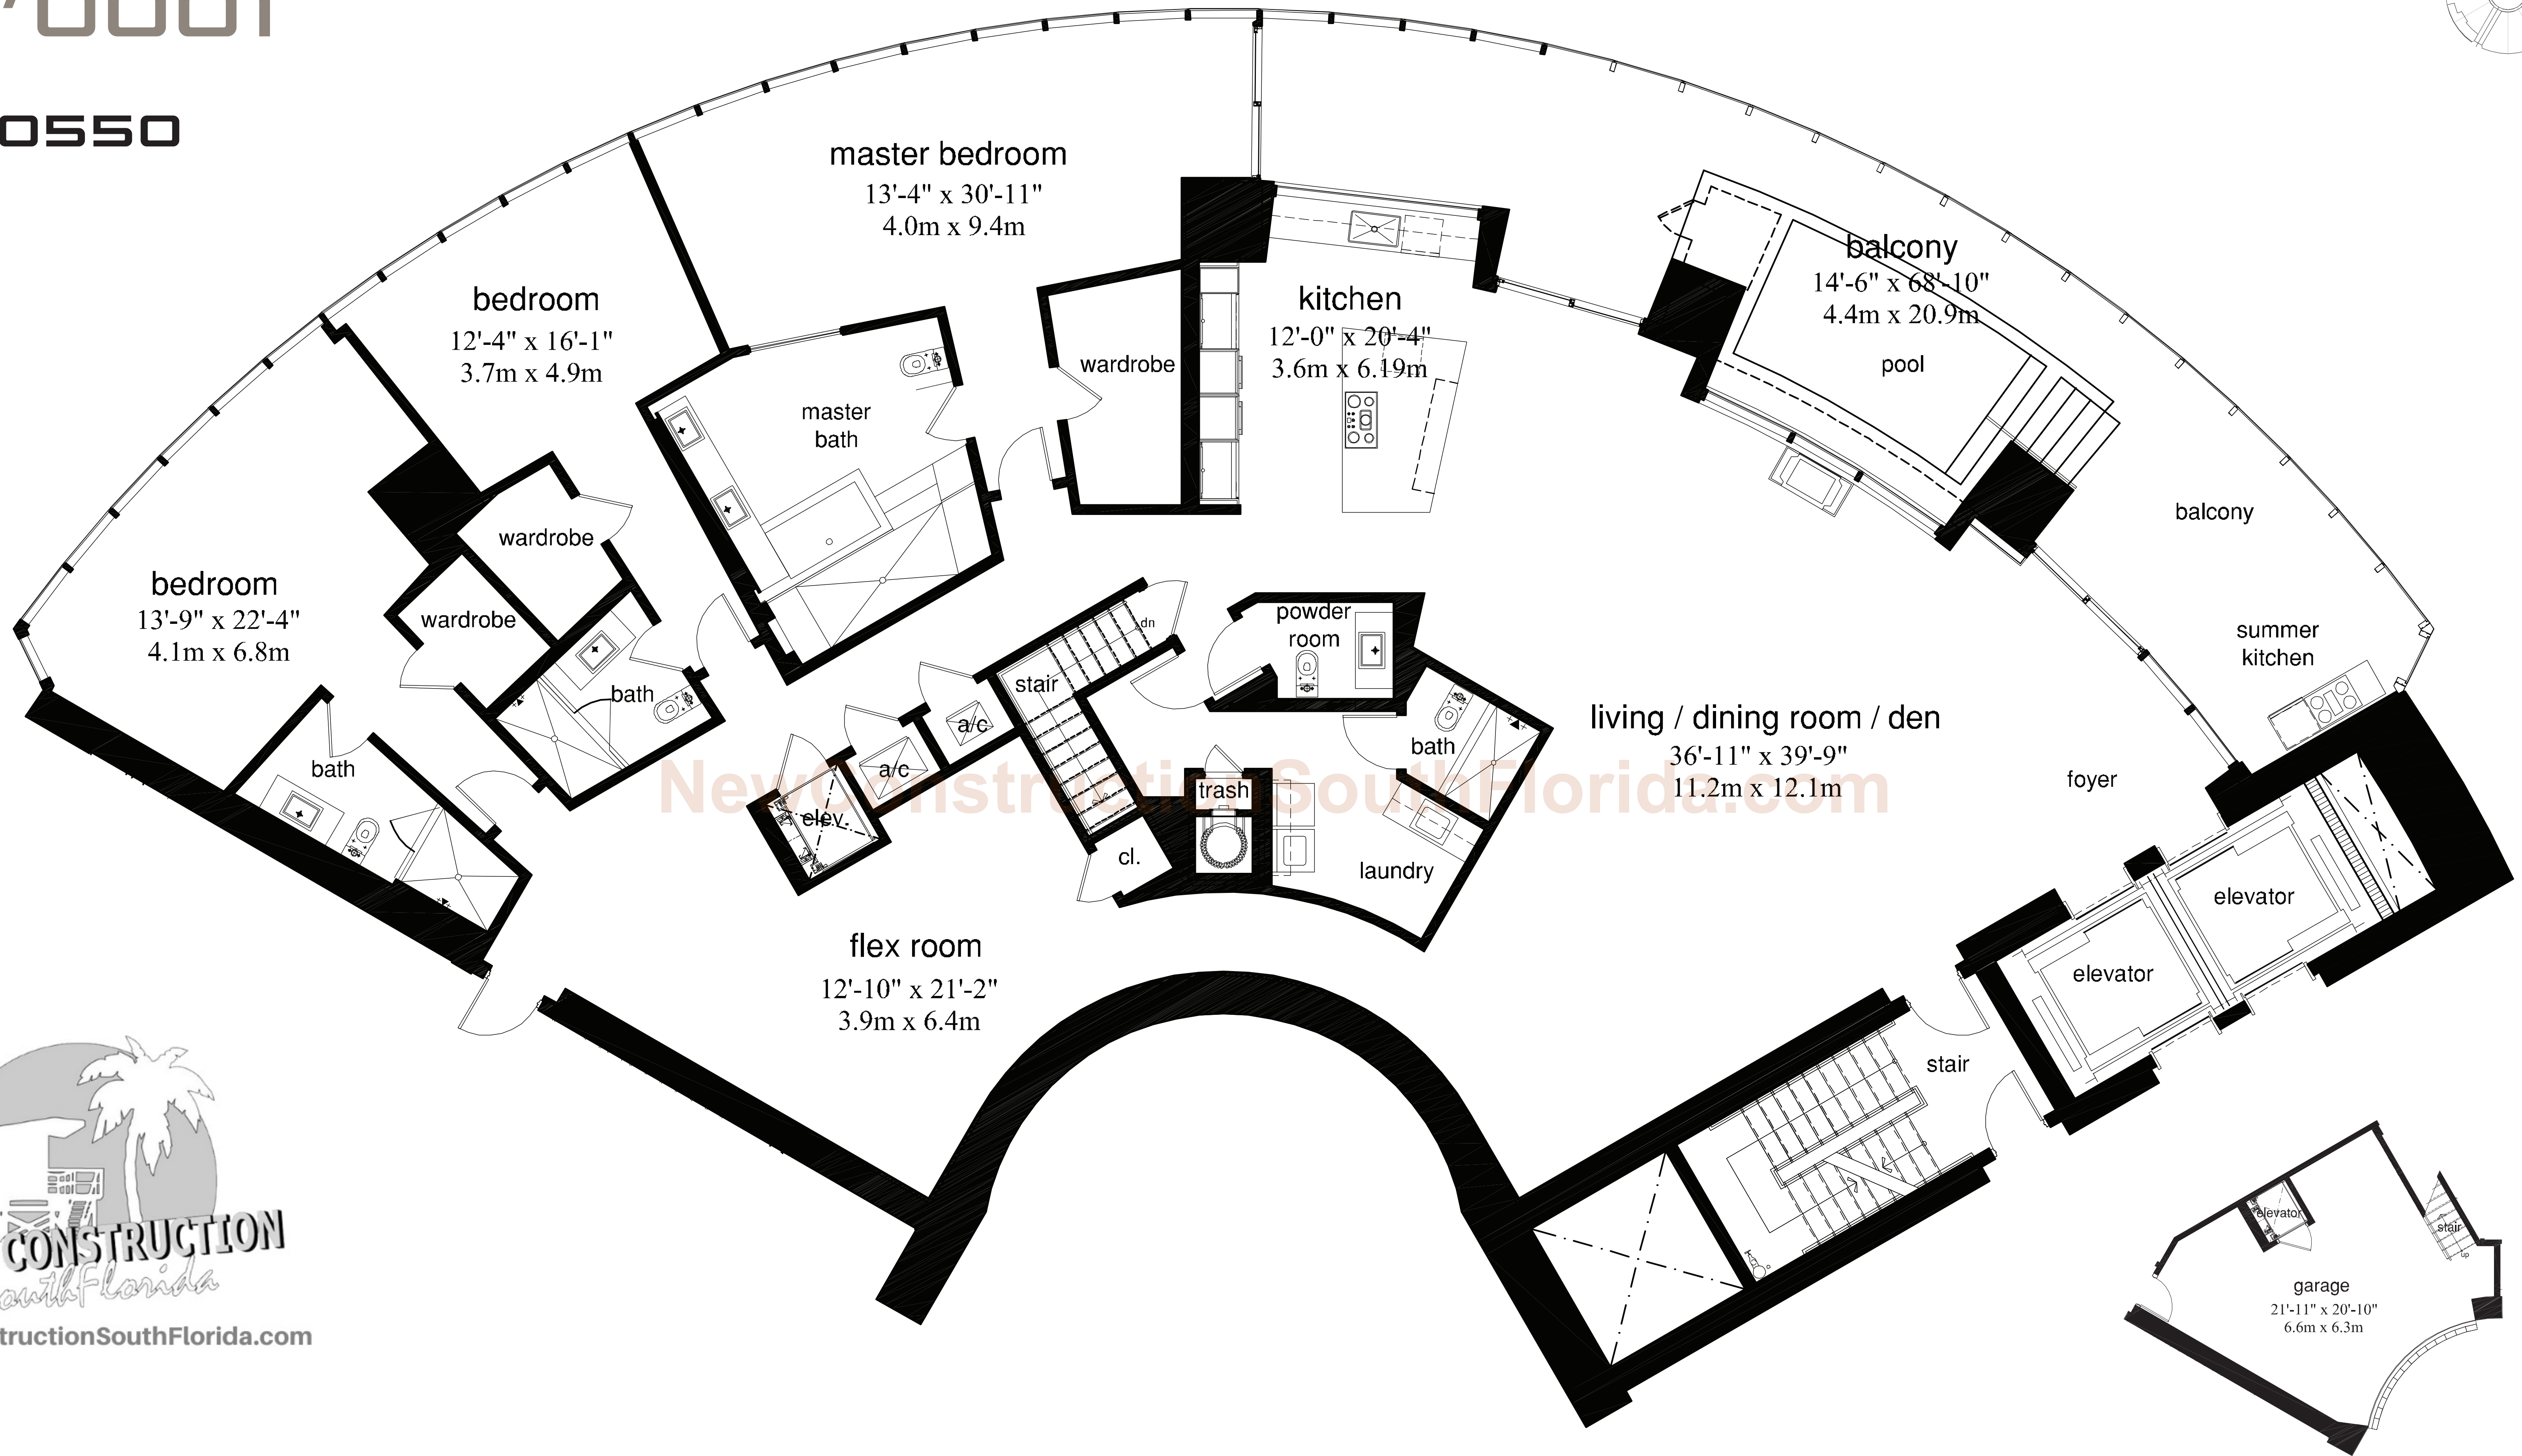 0550
master bedroom
13'-4" x 30'-11"
4.0m x 9.4m
bedroom
12'-4" x 16'-1"
3.7m x 4.9m
kitchen
12'-0" x 20'-4"
3.6m x 6.19m
balcony
14'-6" x 68'-10"
4.4m x 20.9m
pool
wardrobe
master
bath
wardrobe
balcony
bedroom
13'-9" x 22'-4"
4.1m x 6.8m
wardrobe
powder
room
dn
summer
kitchen
stair
bath
a/c
bath
living / dining room / den
36'-11" x 39'-9"
11.2m x 12.1m
foyer
bath
a/c
trash
NewConstructionSouthFlorida.com
elev.
cl.
laundry
elevator
flex room
12'-10" x 21'-2"
3.9m x 6.4m
elevator
stair
elevator
stair
up
garage
21'-11" x 20'-10"
6.6m x 6.3m
CONSTRUCTION
outhFlorida
tructionSouthFlorida.com